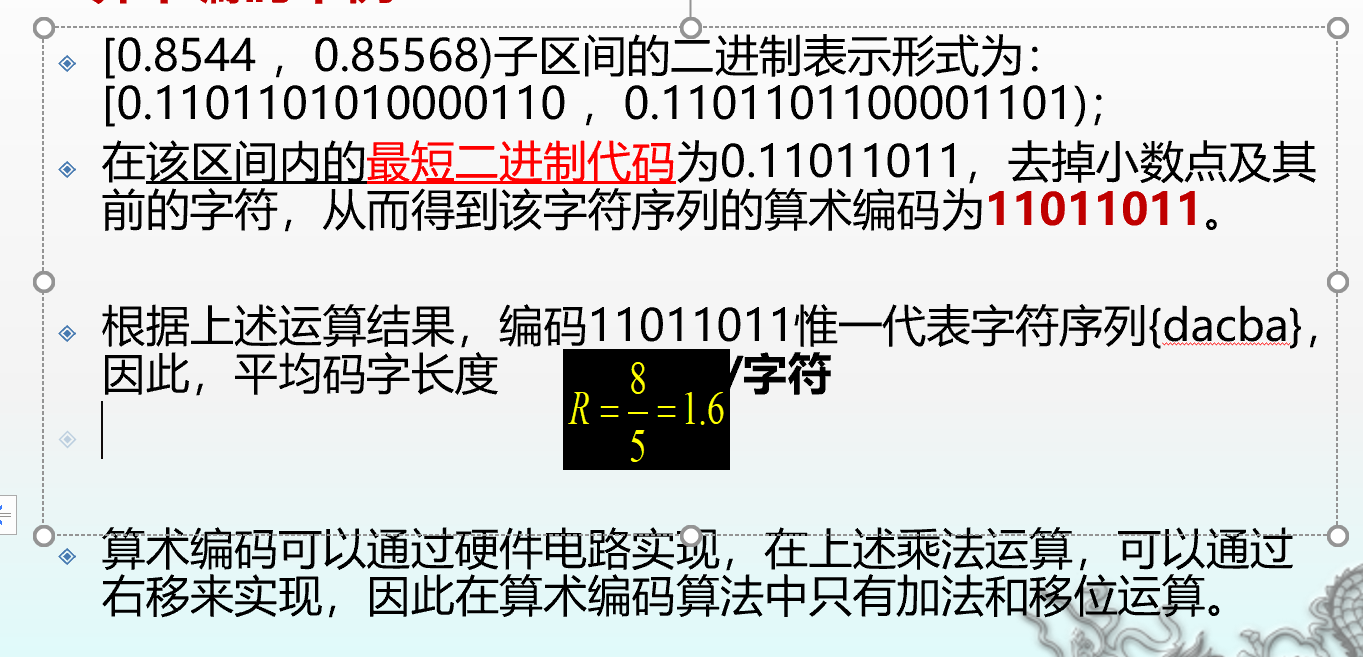 [0.8544 ，0.85568)子区间的二进制表示形式为：
[0.1101101010000110 ，0.1101101100001101)；
在该区间内的最短二进制代码为0.11011011，去掉小数点及其
前的字符，从而得到该字符序列的算术编码为11011011。
根据上述运算结果，编码11011011惟一代表字符序列{dacba}，
因此，平均码字长度 R = 8/5 = 1.6 /字符
算术编码可以通过硬件电路实现，在上述乘法运算，可以通过
右移来实现，因此在算术编码算法中只有加法和移位运算。